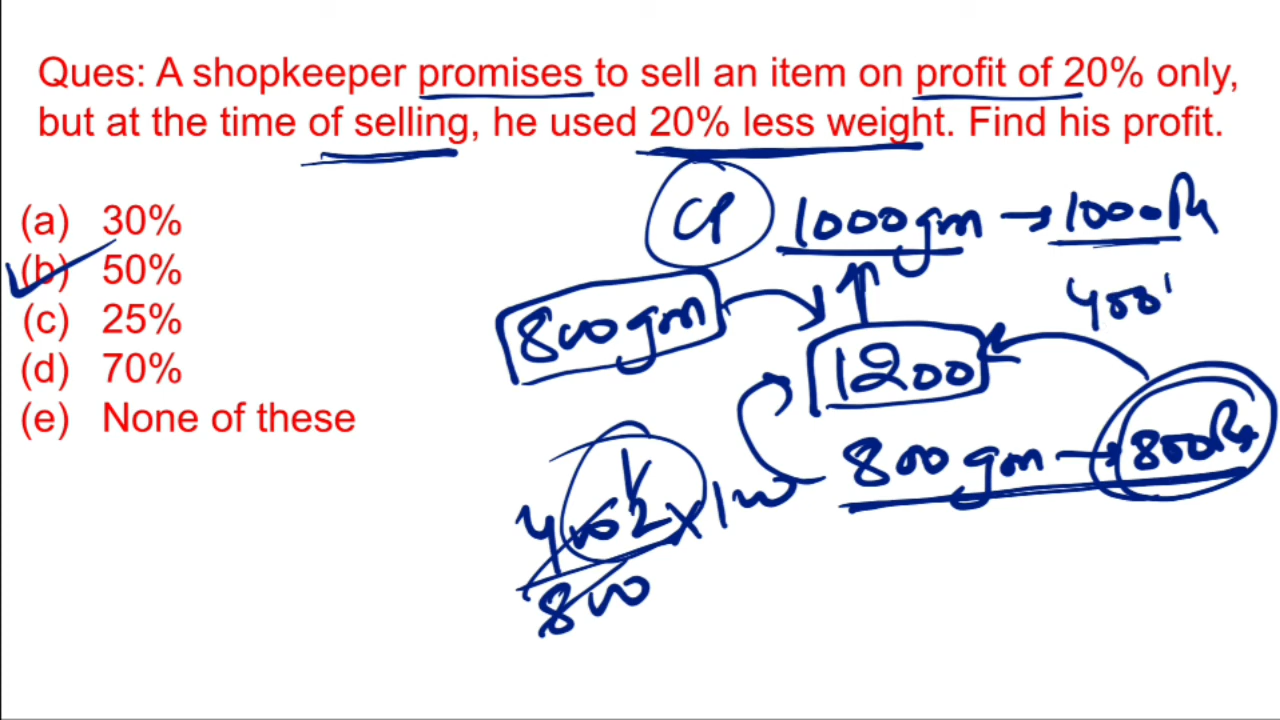 Ques: A shopkeeper promises to sell an item on profit of 20% only,
but at the time of selling, he used 20% less weight. Find his profit.
(a) 30%
(b) 50%
(c) 25%
(d) 70%
(e) None of these
CP 1000gm → 1000Rs
400
800gm
1200
800gm → 800Rs
x 100
800